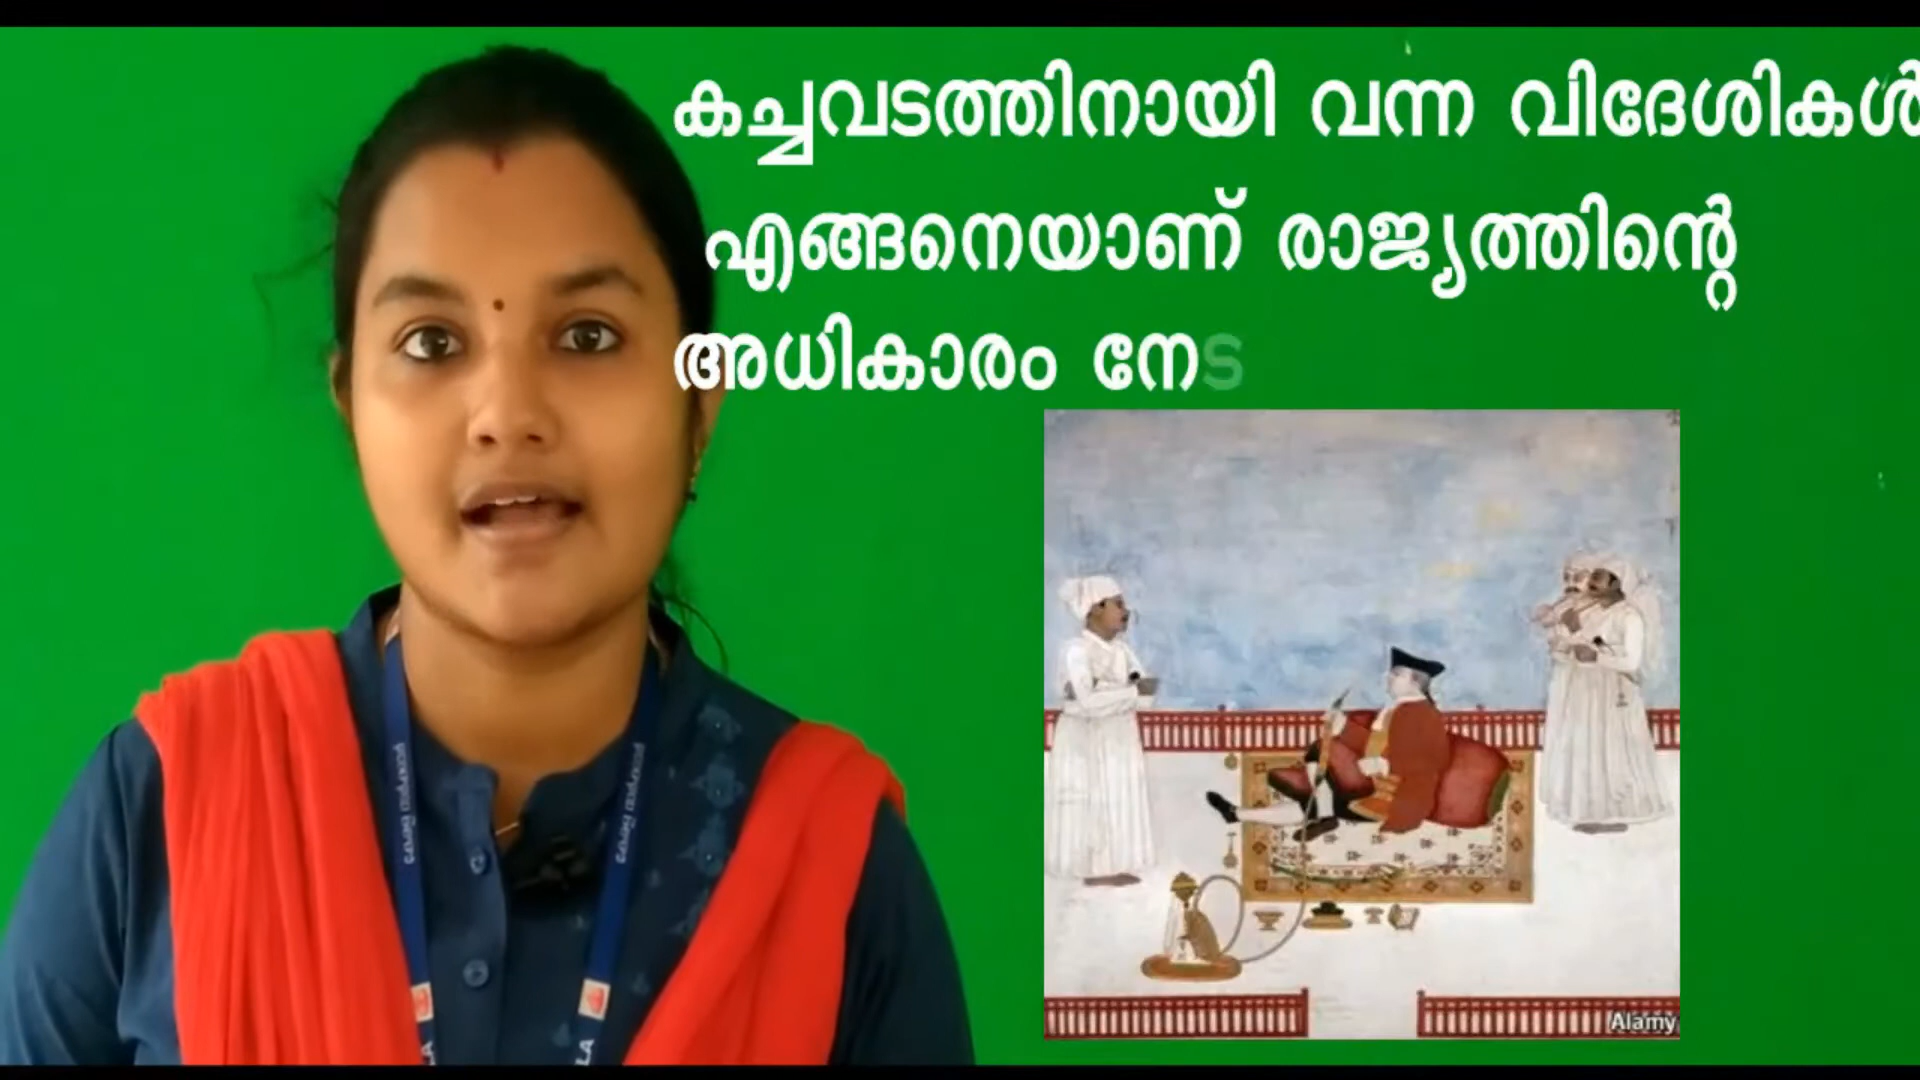 കച്ചവടത്തിനായി വന്ന വിദേശികൾ
എങ്ങനെയാണ് രാജ്യത്തിന്റെ
അധികാരം നേട
Alamy